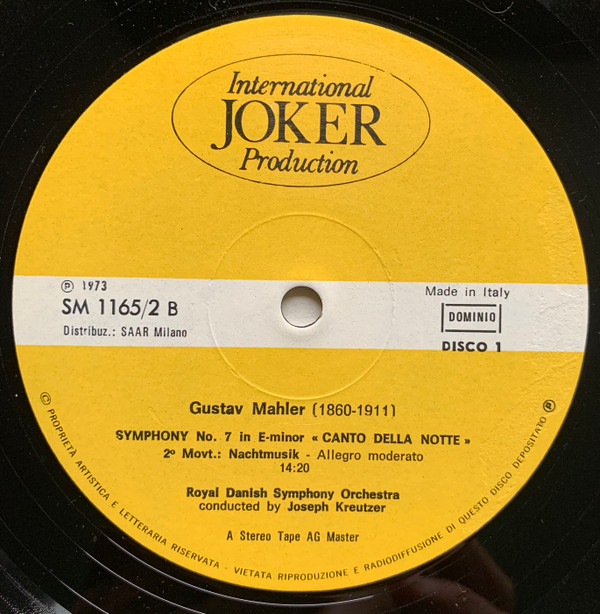 International
JOKER
Production
℗ 1973
SM 1165/2 B
Distribuz.: SAAR Milano
Made in Italy
DOMINIO
DISCO 1
Gustav Mahler (1860-1911)
SYMPHONY No. 7 in E-minor « CANTO DELLA NOTTE »
2º Movt.: Nachtmusik - Allegro moderato
14:20
Royal Danish Symphony Orchestra
conducted by Joseph Kreutzer
A Stereo Tape AG Master
© PROPRIETÀ ARTISTICA E LETTERARIA RISERVATA - VIETATA RIPRODUZIONE E RADIODIFFUSIONE DI QUESTO DISCO DEPOSITATO ℗